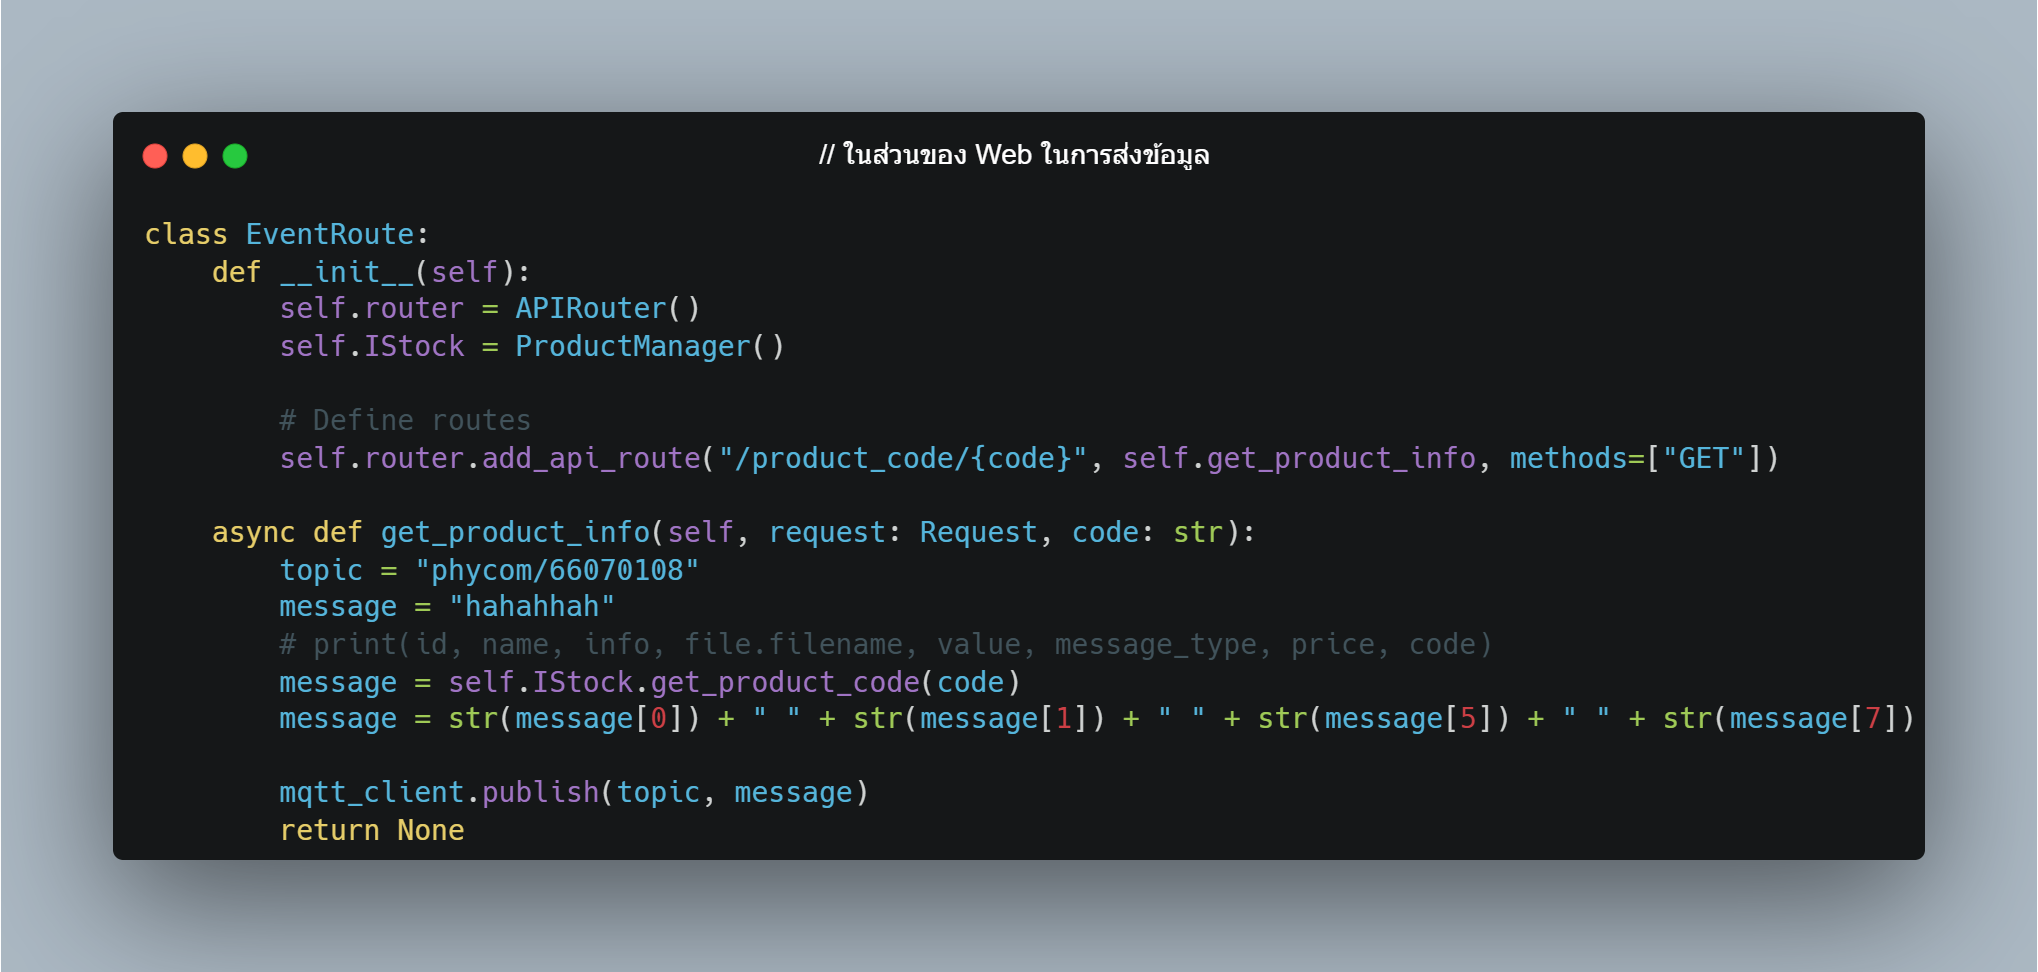 // ในส่วนของ Web ในการส่งข้อมูล
class EventRoute:
    def __init__(self):
        self.router = APIRouter()
        self.IStock = ProductManager()
        # Define routes
        self.router.add_api_route("/product_code/{code}", self.get_product_info, methods=["GET"])
    async def get_product_info(self, request: Request, code: str):
        topic = "phycom/66070108"
        message = "hahahhah"
        # print(id, name, info, file.filename, value, message_type, price, code)
        message = self.IStock.get_product_code(code)
        message = str(message[0]) + " " + str(message[1]) + " " + str(message[5]) + " " + str(message[7])
        mqtt_client.publish(topic, message)
        return None